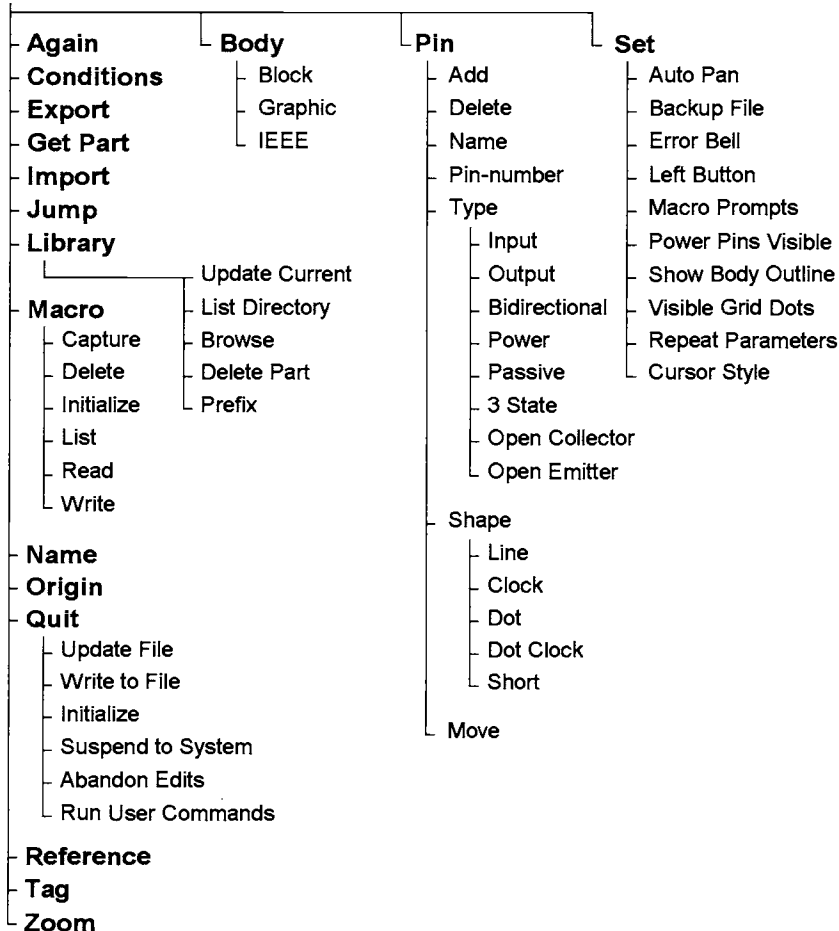 Again
Conditions
Export
Get Part
Import
Jump
Library
Update Current
List Directory
Browse
Delete Part
Prefix
Macro
Capture
Delete
Initialize
List
Read
Write
Name
Origin
Quit
Update File
Write to File
Initialize
Suspend to System
Abandon Edits
Run User Commands
Reference
Tag
Zoom
Body
Block
Graphic
IEEE
Pin
Add
Delete
Name
Pin-number
Type
Input
Output
Bidirectional
Power
Passive
3 State
Open Collector
Open Emitter
Shape
Line
Clock
Dot
Dot Clock
Short
Move
Set
Auto Pan
Backup File
Error Bell
Left Button
Macro Prompts
Power Pins Visible
Show Body Outline
Visible Grid Dots
Repeat Parameters
Cursor Style